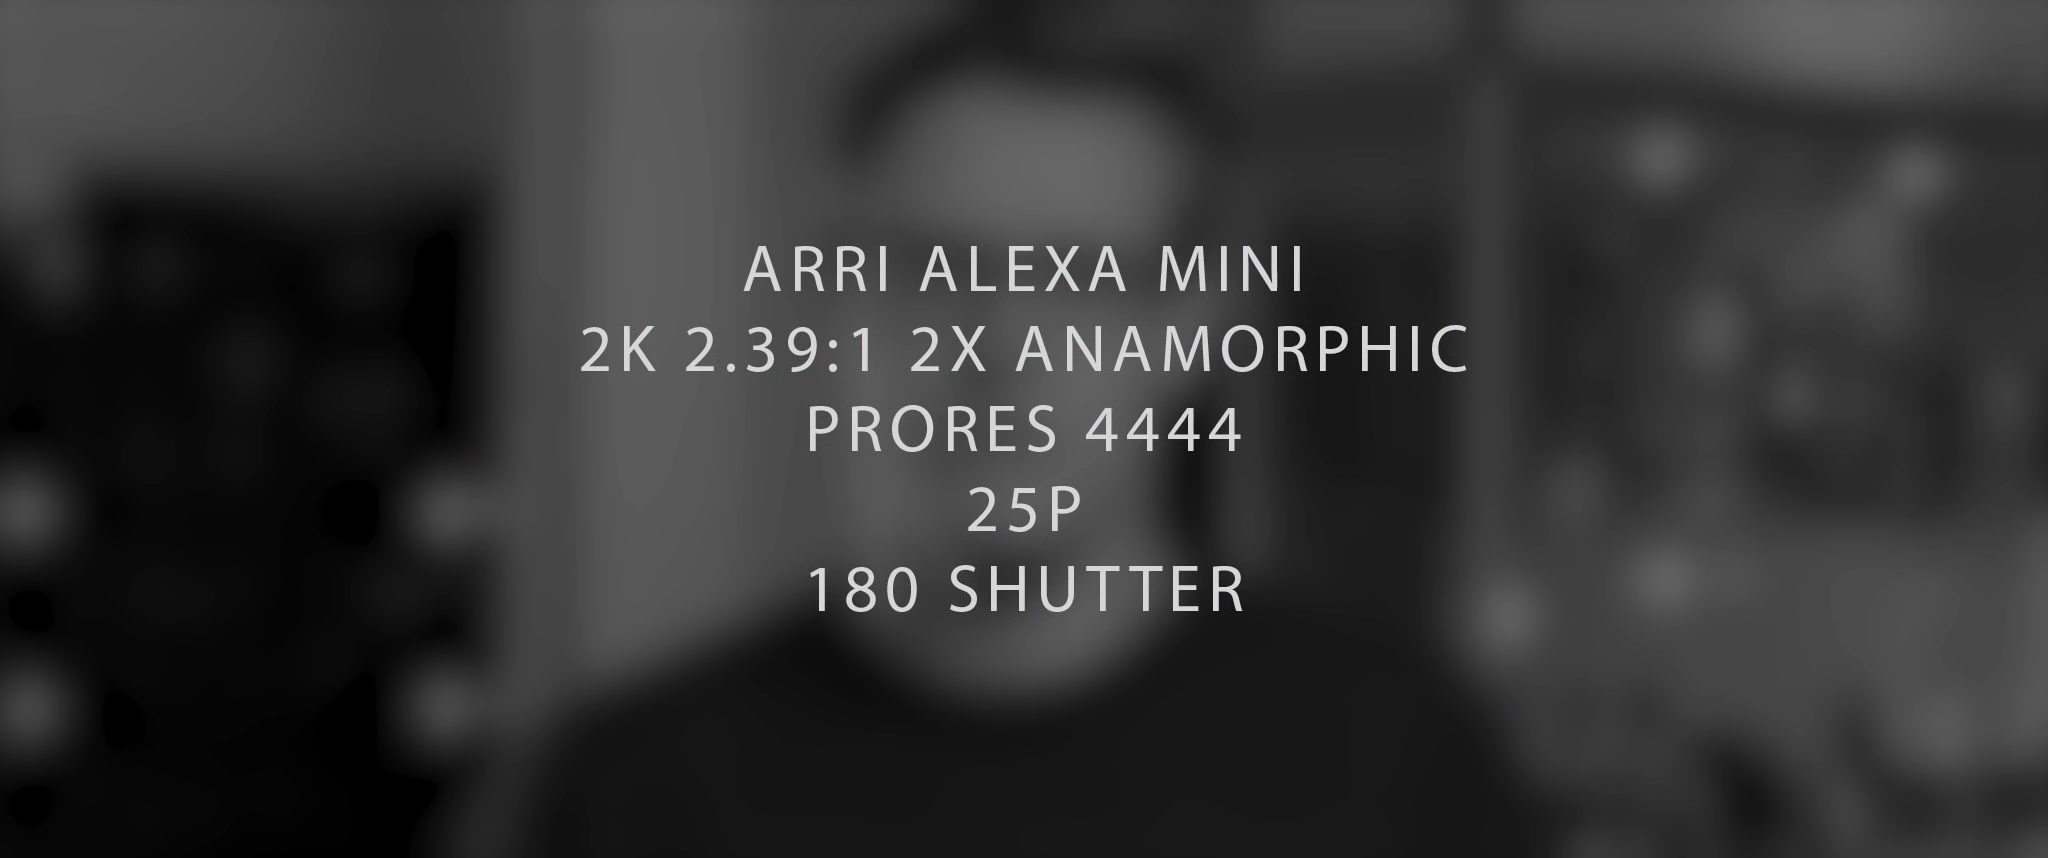 ARRI ALEXA MINI
2K 2.39:1 2X ANAMORPHIC
PRORES 4444
25P
180 SHUTTER